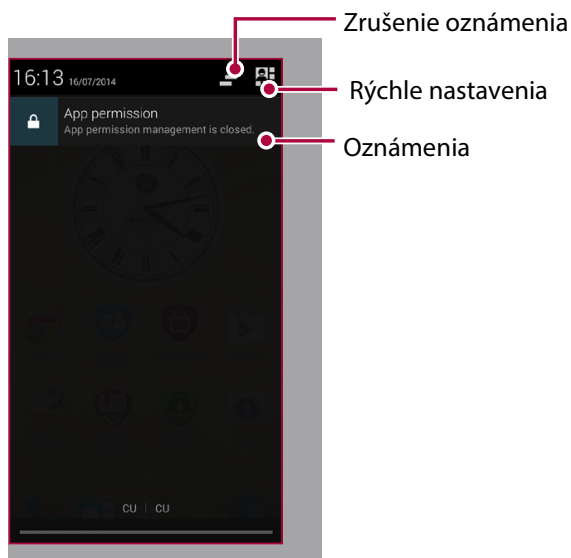 Zrušenie oznámenia
16:13 16/07/2014
Rýchle nastavenia
App permission
App permission management is closed.
Oznámenia
CU | CU